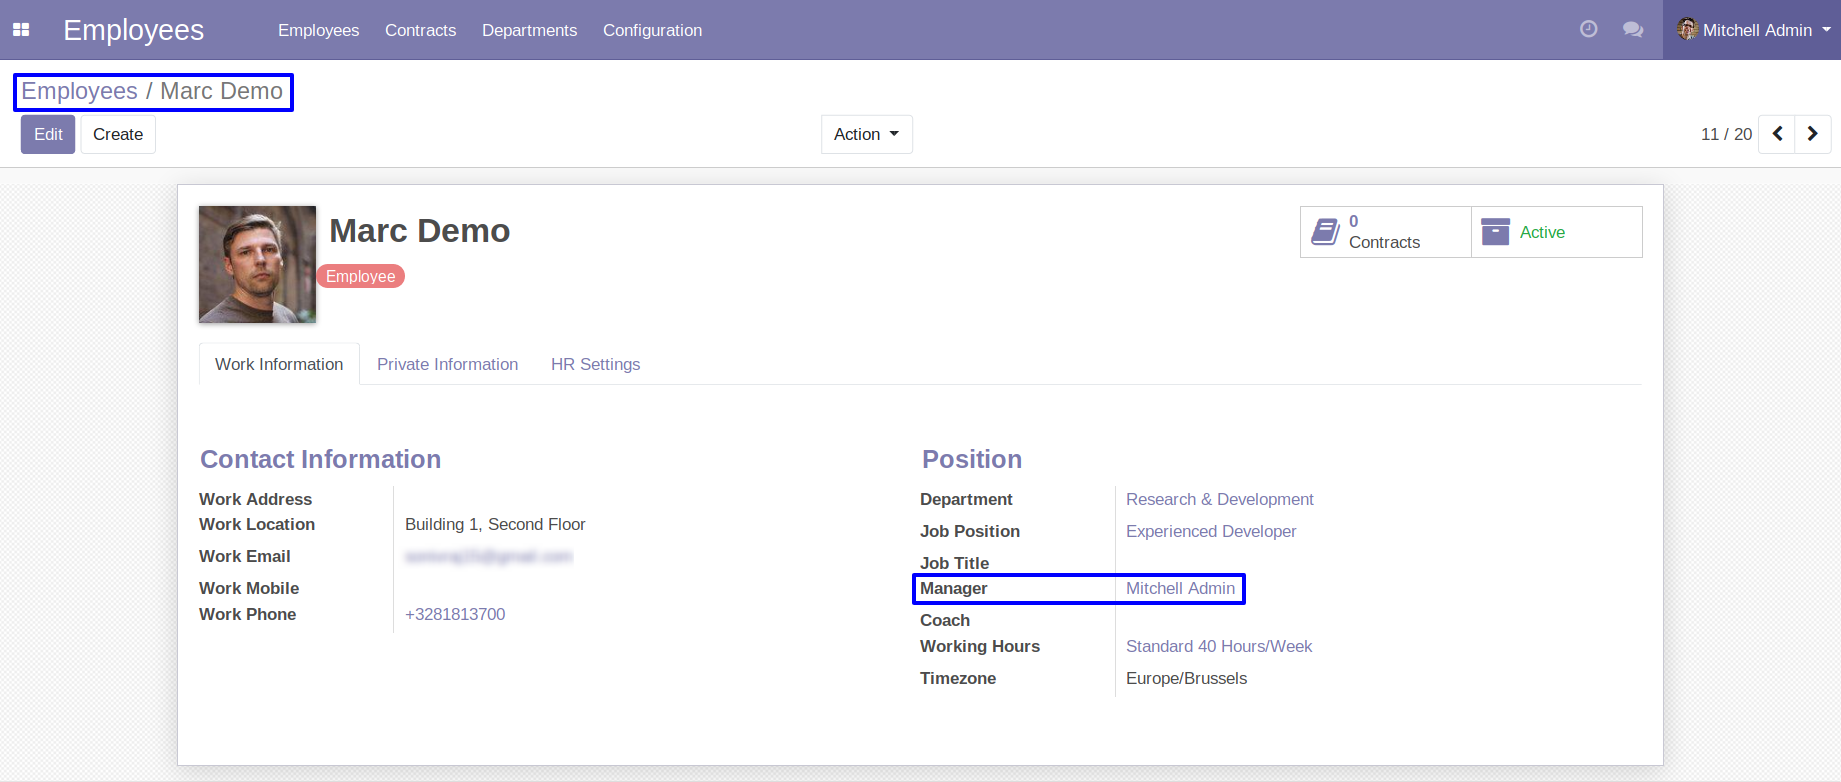 Employees Employees Contracts Departments Configuration Mitchell Admin
Employees / Marc Demo
Edit Create Action 11 / 20
Marc Demo
Employee
0
Contracts
Active
Work Information Private Information HR Settings
Contact Information
Work Address
Work Location Building 1, Second Floor
Work Email
Work Mobile
Work Phone +3281813700
Position
Department Research & Development
Job Position Experienced Developer
Job Title
Manager Mitchell Admin
Coach
Working Hours Standard 40 Hours/Week
Timezone Europe/Brussels